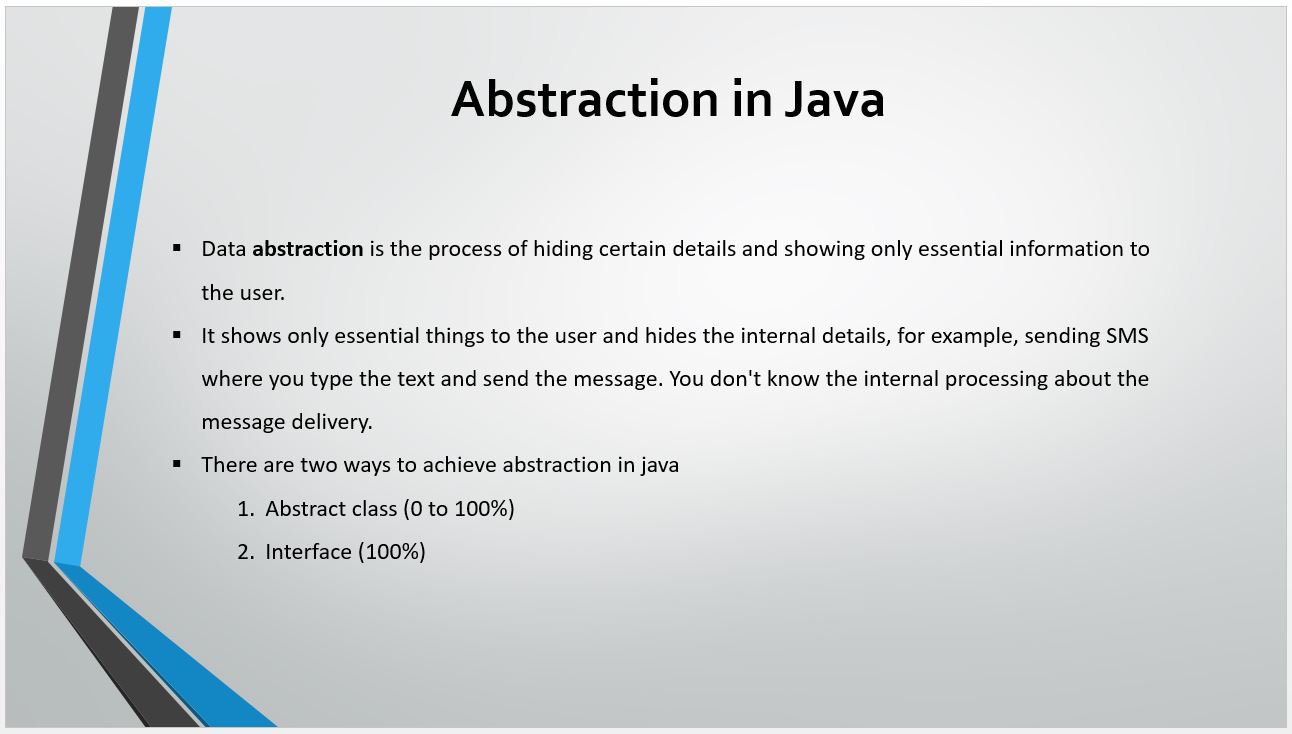 Abstraction in Java
▪ Data abstraction is the process of hiding certain details and showing only essential information to
the user.
▪ It shows only essential things to the user and hides the internal details, for example, sending SMS
where you type the text and send the message. You don't know the internal processing about the
message delivery.
▪ There are two ways to achieve abstraction in java
1. Abstract class (0 to 100%)
2. Interface (100%)